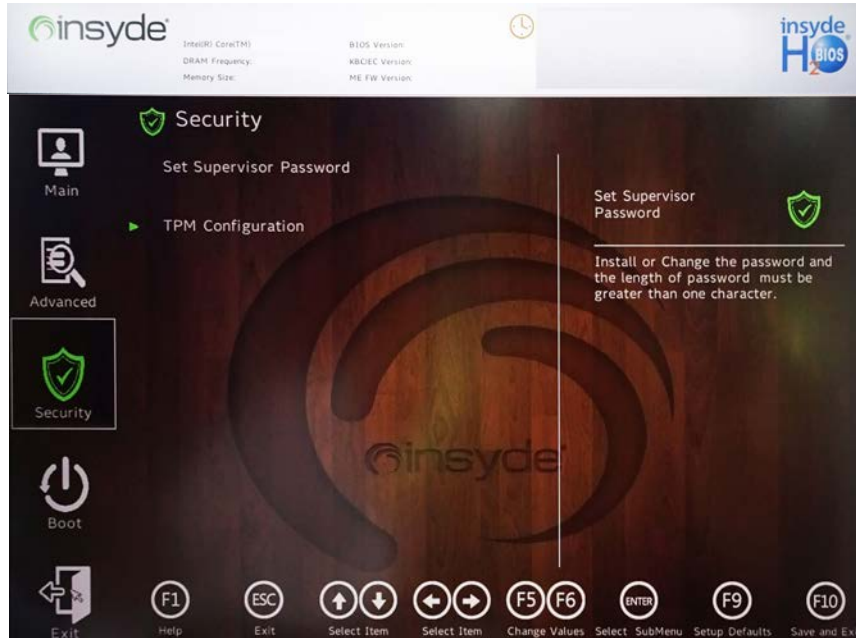 insyde
Intel(R) Core(TM)
DRAM Frequency:
Memory Size:
BIOS Version:
KBC/EC Version:
ME FW Version:
insyde
H2O BIOS
Security
Set Supervisor Password
TPM Configuration
Set Supervisor
Password
Install or Change the password and
the length of password must be
greater than one character.
Main
Advanced
Security
Boot
Exit
insyde
F1
Help
ESC
Exit
Select Item
Select Item
F5 F6
Change Values
ENTER
Select SubMenu
F9
Setup Defaults
F10
Save and Ex